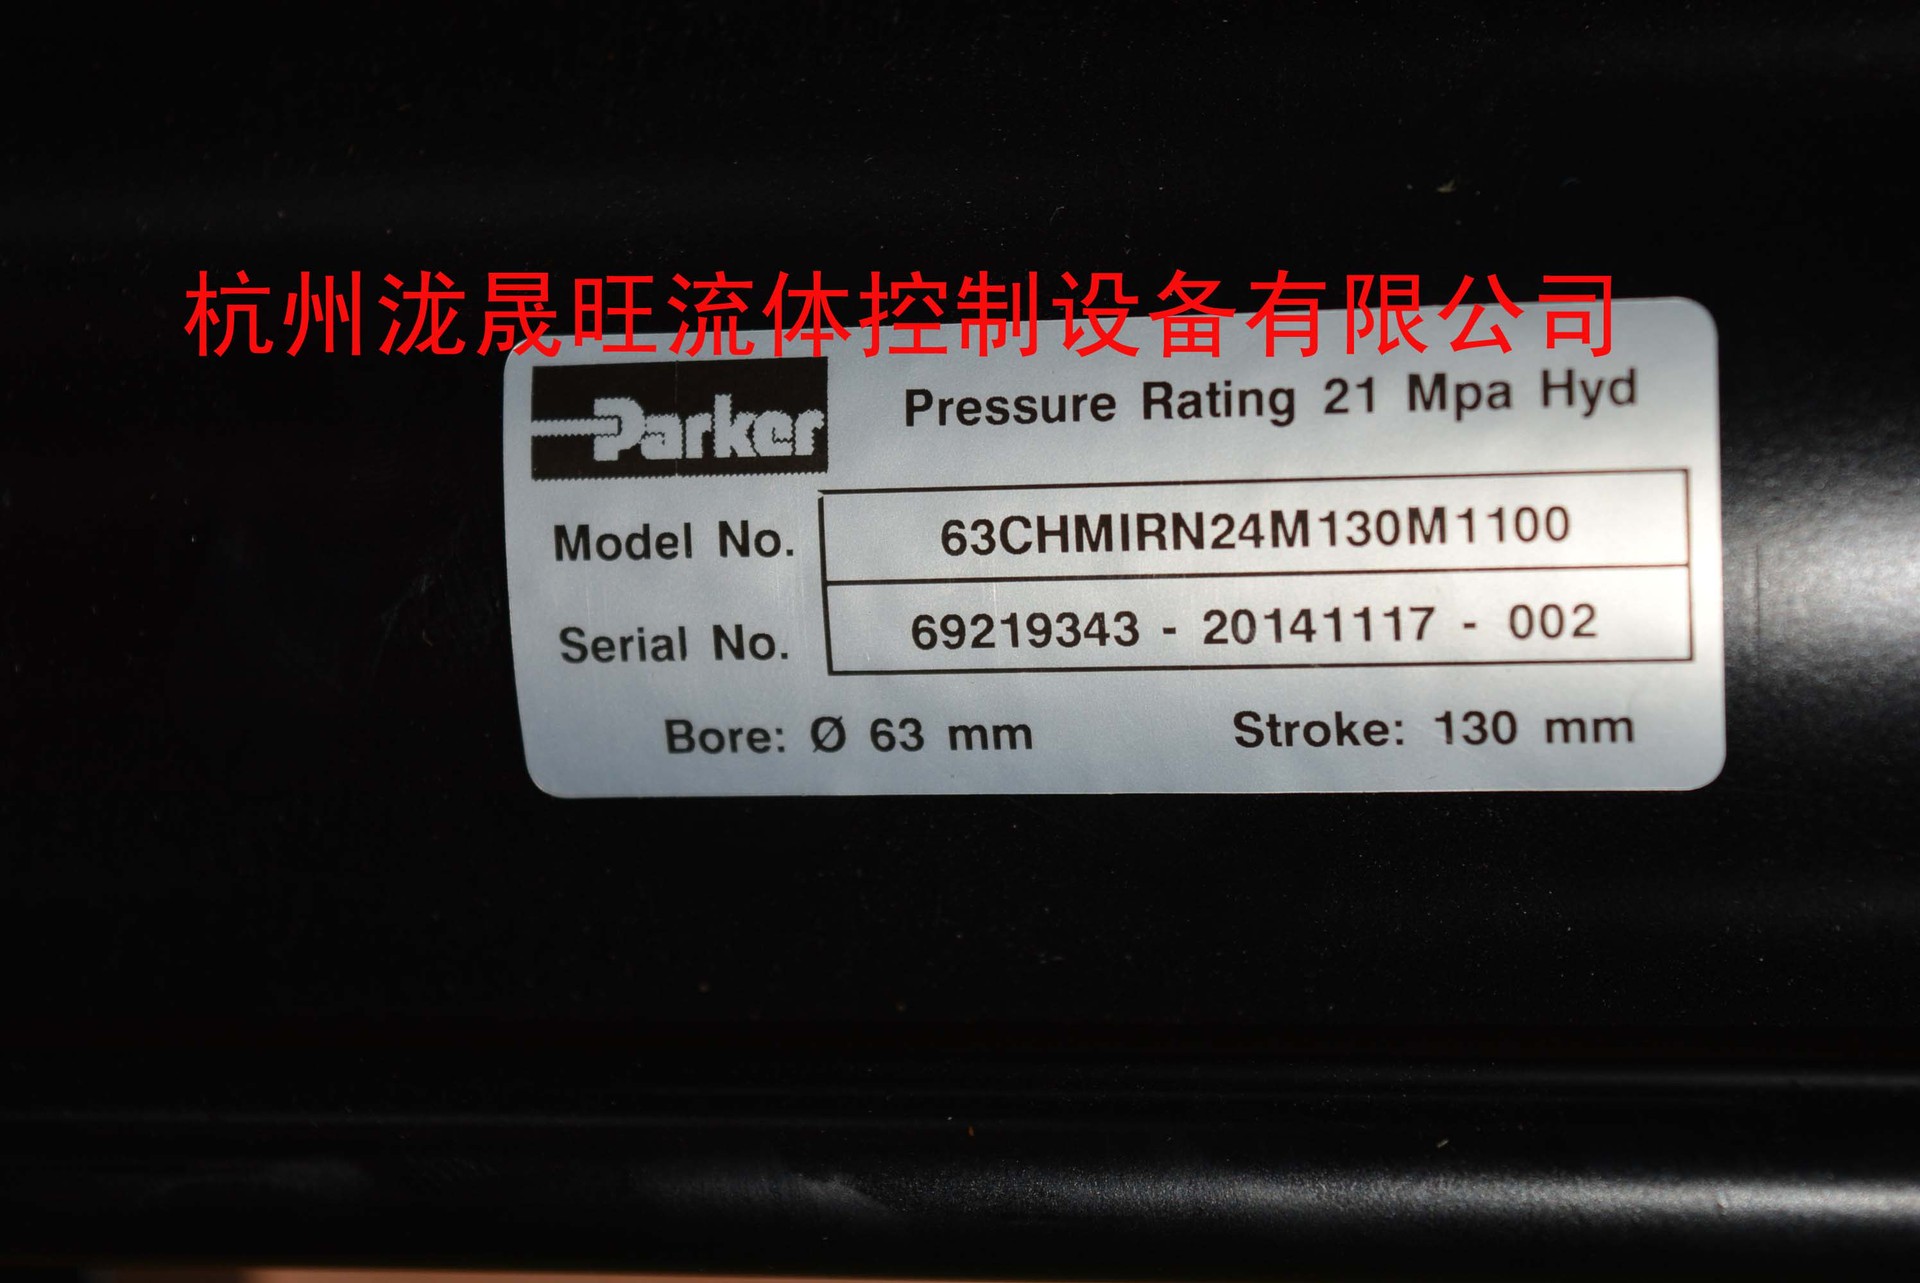 杭州泷晟旺流体控制设备有限公司
Parker
Pressure Rating 21 Mpa Hyd
Model No. 63CHMIRN24M130M1100
Serial No. 69219343 - 20141117 - 002
Bore: Ø 63 mm Stroke: 130 mm